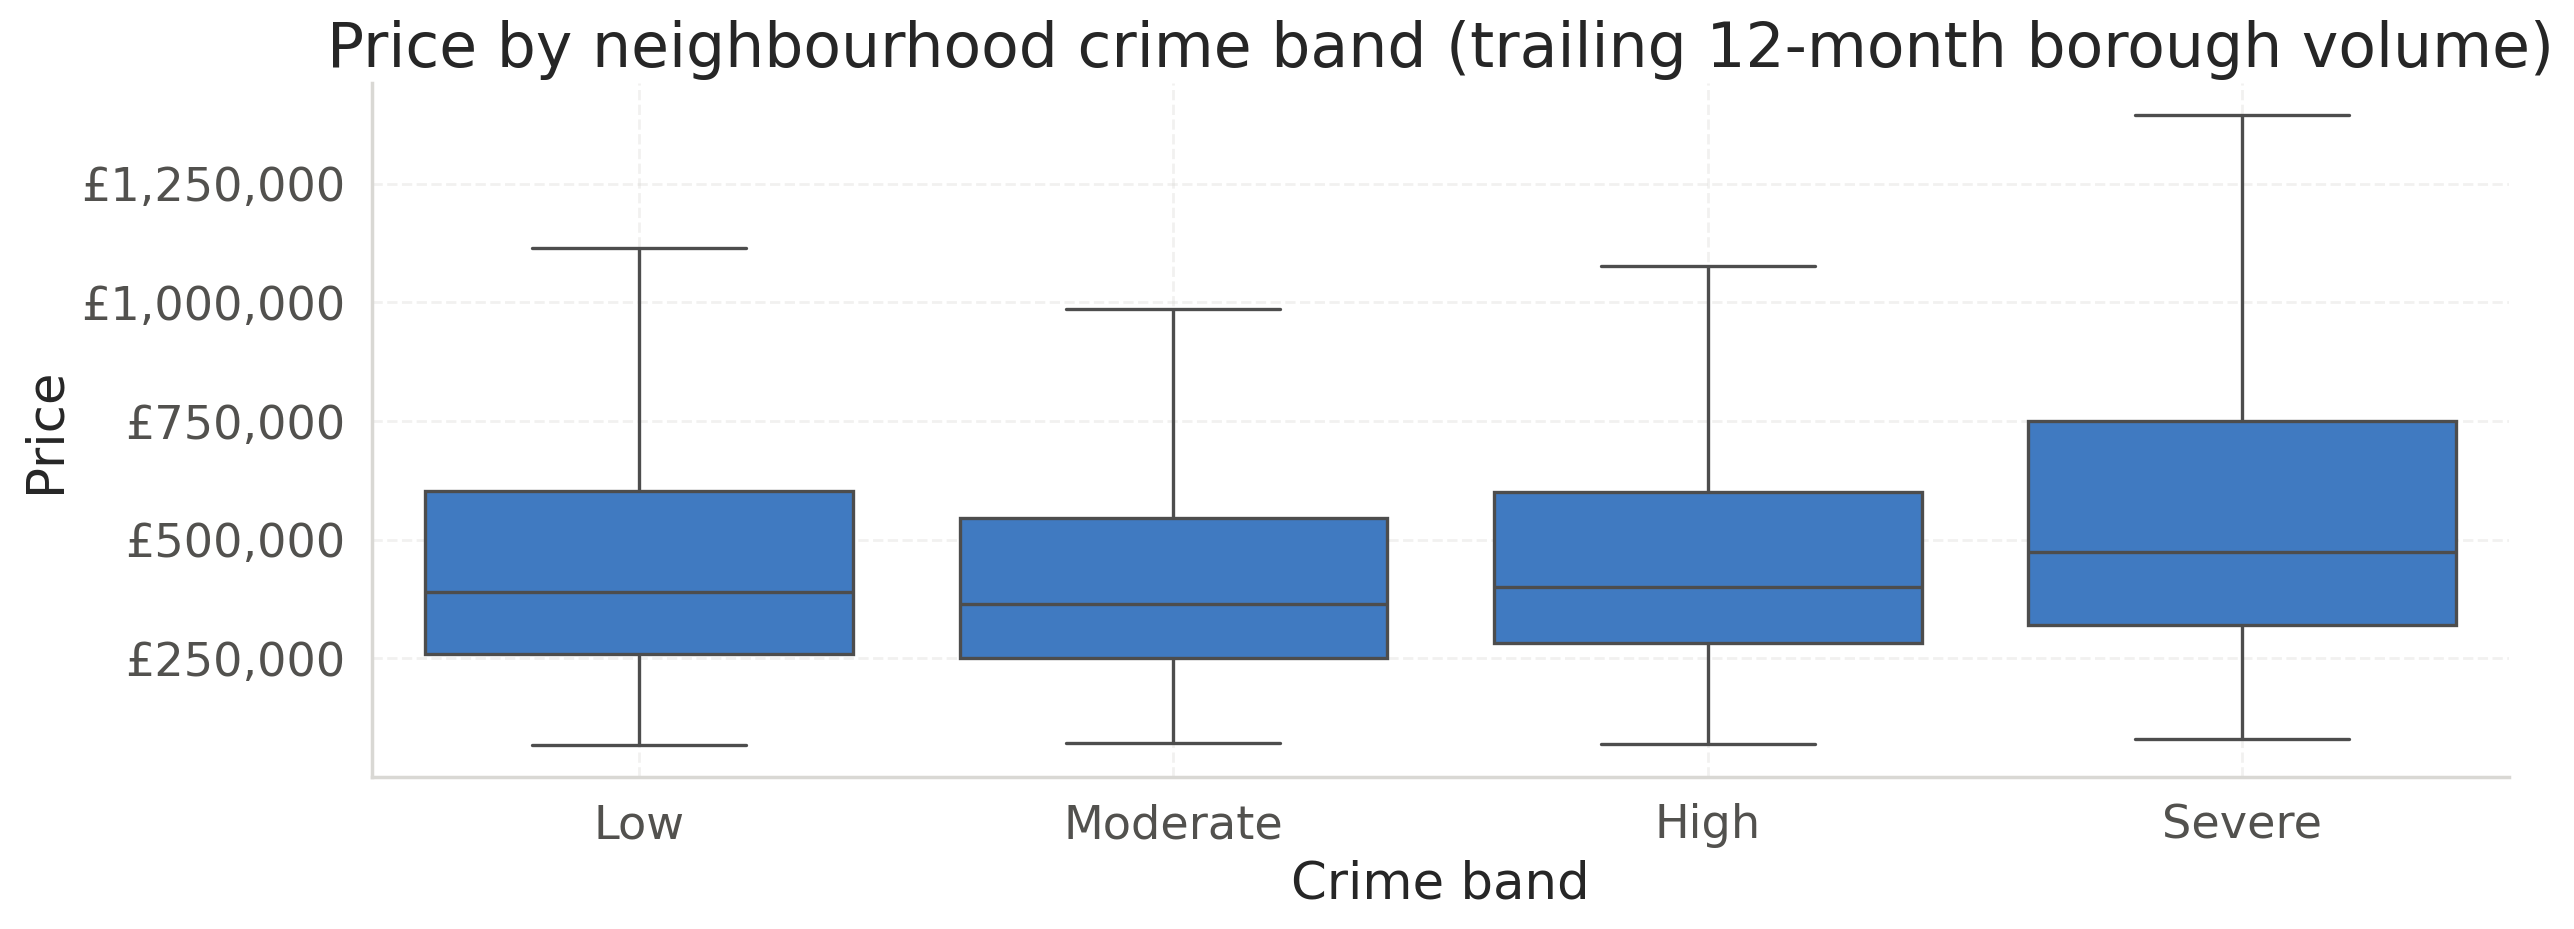 Price by neighbourhood crime band (trailing 12-month borough volume)
£1,250,000
£1,000,000
£750,000
£500,000
£250,000
Price
Low
Moderate
High
Severe
Crime band